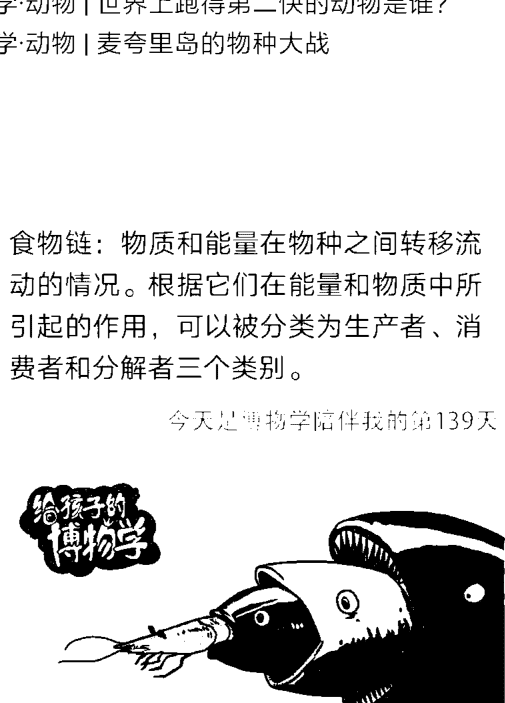 学·动物 | 世界上跑得第二快的动物是谁？
学·动物 | 麦夸里岛的物种大战
食物链：物质和能量在物种之间转移流
动的情况。根据它们在能量和物质中所
引起的作用，可以被分类为生产者、消
费者和分解者三个类别。
今天是博物学陪伴我的第139天
给孩子的
博物学